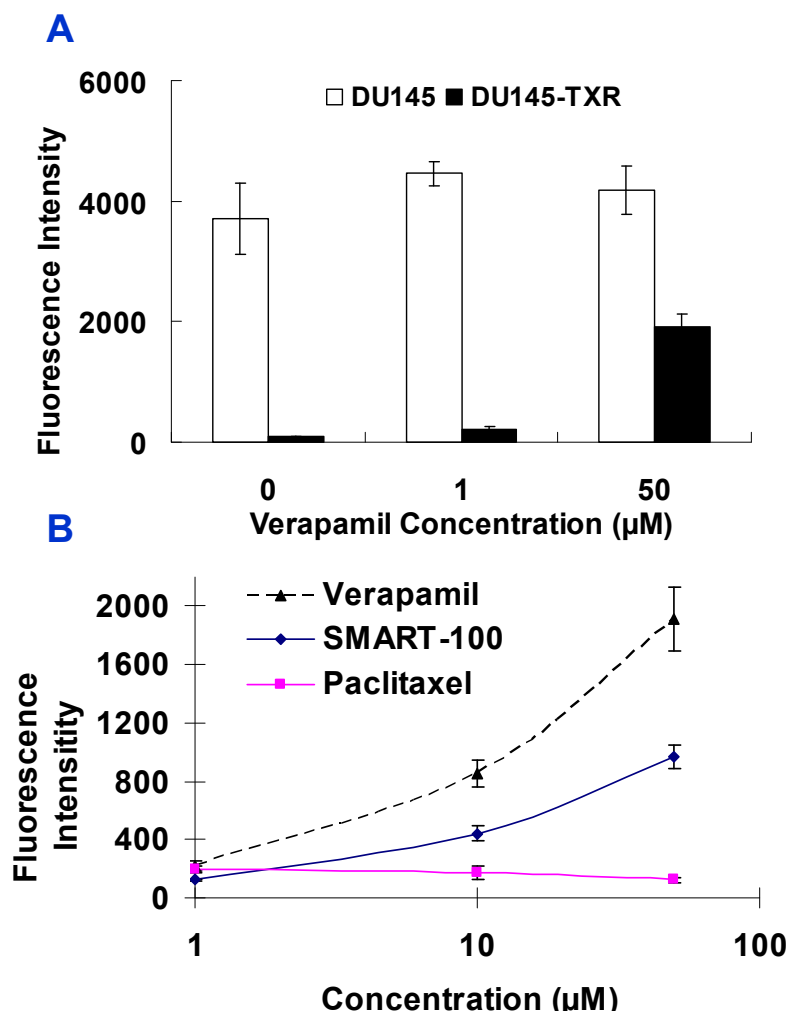 A
6000
4000
2000
0
Fluorescence Intensity
DU145 DU145-TXR
0 1 50
Verapamil Concentration (µM)
B
2000
1600
1200
800
400
0
Fluorescence
Intensitity
Verapamil
SMART-100
Paclitaxel
1 10 100
Concentration (µM)